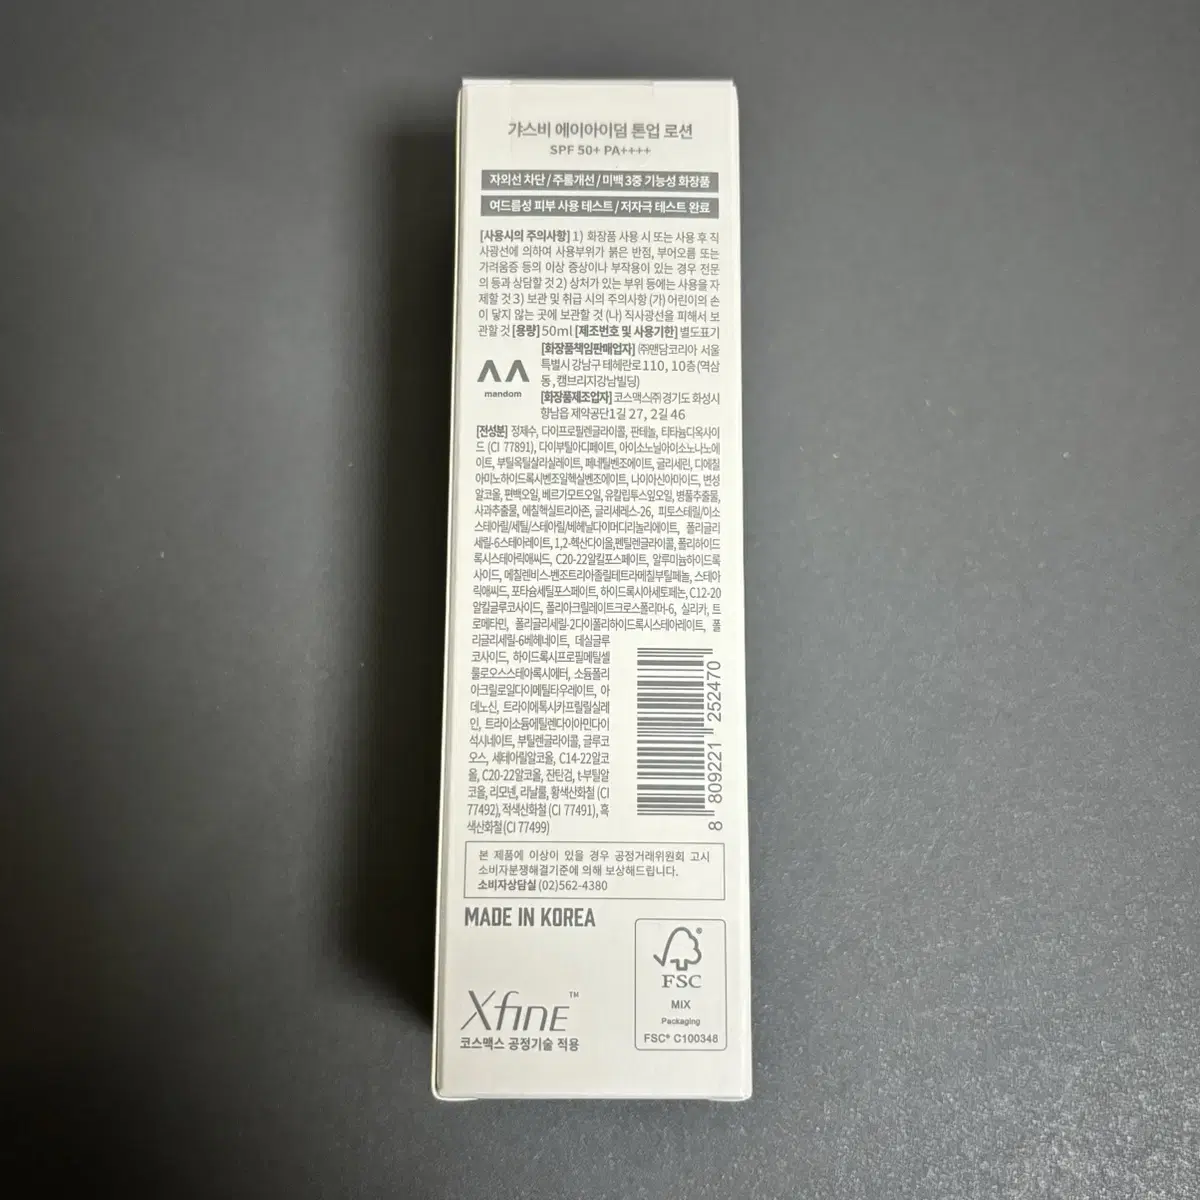 갸스비 에이아이덤 톤업 로션
SPF 50+ PA++++
자외선 차단 / 주름개선 / 미백 3중 기능성 화장품
여드름성 피부 사용 테스트 / 저자극 테스트 완료
[사용시의 주의사항] 1) 화장품 사용 시 또는 사용 후 직
사광선에 의하여 사용부위가 붉은 반점, 부어오름 또는
가려움증 등의 이상 증상이나 부작용이 있는 경우 전문
의 등과 상담할 것 2) 상처가 있는 부위 등에는 사용을 자
제할 것 3) 보관 및 취급 시의 주의사항 (가) 어린이의 손
이 닿지 않는 곳에 보관할 것 (나) 직사광선을 피해서 보
관할 것 [용량] 50ml [제조번호 및 사용기한] 별도표기
mandom
[화장품책임판매업자] ㈜맨담코리아 서울
특별시 강남구 테헤란로110, 10층 (역삼
동, 캠브리지강남빌딩)
[화장품제조업자] 코스맥스㈜ 경기도 화성시
향남읍 제약공단1길 27, 2길 46
[전성분] 정제수, 다이프로필렌글라이콜, 판테놀, 티타늄디옥사이
드 (CI 77891), 다이부틸아디페이트, 아이소노닐아이소노나노에
이트, 부틸옥틸살리실레이트, 페네틸벤조에이트, 글리세린, 디에칠
아미노하이드록시벤조일헥실벤조에이트, 나이아신아마이드, 변성
알코올, 편백오일, 베르가모트오일, 유칼립투스잎오일, 병풀추출물,
사과추출물, 에칠헥실트리아존, 글리세레스-26, 피토스테릴/이소
스테아릴/세틸/스테아릴/베헤닐다이머디리놀리에이트, 폴리글리
세릴-6스테아레이트, 1,2-헥산다이올,펜틸렌글라이콜, 폴리하이드
록시스테아릭애씨드, C20-22알킬포스페이트, 알루미늄하이드록
사이드, 메칠렌비스-벤조트리아졸릴테트라메칠부틸페놀, 스테아
릭애씨드, 포타슘세틸포스페이트, 하이드록시아세토페논, C12-20
알킬글루코사이드, 폴리아크릴레이트크로스폴리머-6, 실리카, 트
로메타민, 폴리글리세릴-2다이폴리하이드록시스테아레이트, 폴
리글리세릴-6베헤네이트, 데실글루
코사이드, 하이드록시프로필메틸셀
룰로오스스테아록시에터, 소듐폴리
아크릴로일다이메틸타우레이트, 아
데노신, 트라이에톡시카프릴릴실레
인, 트라이소듐에틸렌다이아민다이
석시네이트, 부틸렌글라이콜, 글루코
오스, 세테아릴알코올, C14-22알코
올, C20-22알코올, 잔탄검, t-부틸알
코올, 리모넨, 리날룰, 황색산화철 (CI
77492), 적색산화철 (CI 77491), 흑
색산화철 (CI 77499)
8 809221 252470
본 제품에 이상이 있을 경우 공정거래위원회 고시
소비자분쟁해결기준에 의해 보상해드립니다.
소비자상담실 (02)562-4380
MADE IN KOREA
Xfine™
코스맥스 공정기술 적용
®
FSC
MIX
Packaging
FSC® C100348